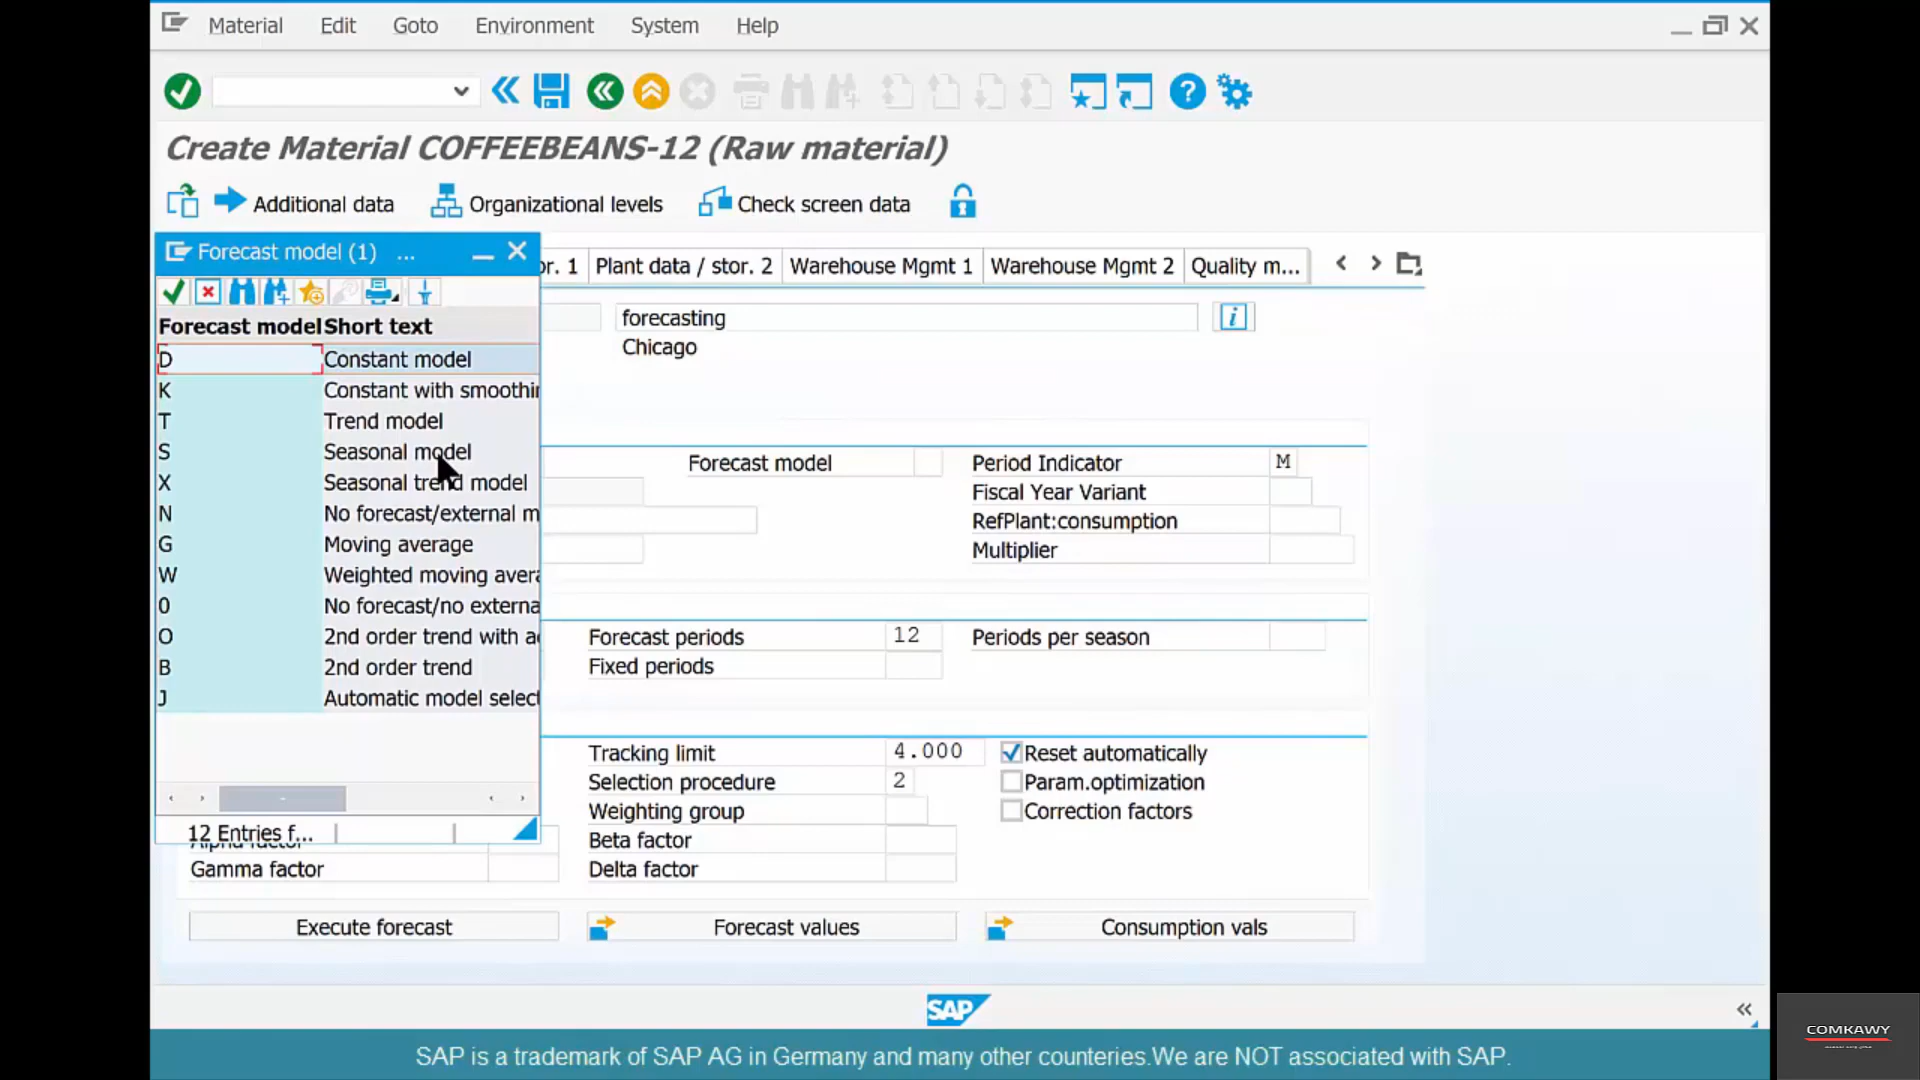 Material Edit Goto Environment System Help
Create Material COFFEEBEANS-12 (Raw material)
Additional data Organizational levels Check screen data
Forecast model (1) ...
or. 1 Plant data / stor. 2 Warehouse Mgmt 1 Warehouse Mgmt 2 Quality m...
Forecast model Short text
D Constant model
K Constant with smoothin
T Trend model
S Seasonal model
X Seasonal trend model
N No forecast/external m
G Moving average
W Weighted moving avera
0 No forecast/no externa
O 2nd order trend with a
B 2nd order trend
J Automatic model select
12 Entries f...
forecasting
Chicago
Forecast model Period Indicator M
Fiscal Year Variant
RefPlant:consumption
Multiplier
Forecast periods 12 Periods per season
Fixed periods
Tracking limit 4.000 Reset automatically
Selection procedure 2 Param.optimization
Weighting group Correction factors
Alpha factor Beta factor
Gamma factor Delta factor
Execute forecast Forecast values Consumption vals
SAP
SAP is a trademark of SAP AG in Germany and many other counteries.We are NOT associated with SAP.
COMKAWY